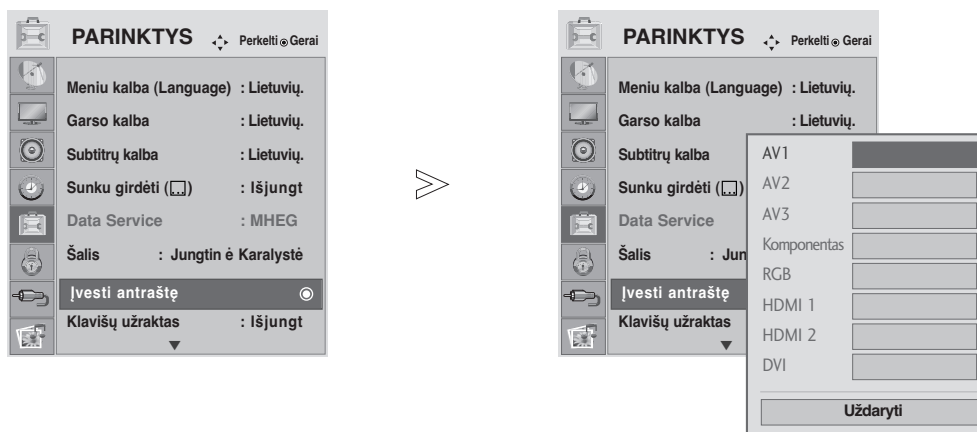 PARINKTYS Perkelti Gerai
Meniu kalba (Language) : Lietuvių.
Garso kalba : Lietuvių.
Subtitrų kalba : Lietuvių.
Sunku girdėti ( ) : Išjungt
Data Service : MHEG
Šalis : Jungtin ė Karalystė
Įvesti antraštę
Klavišų užraktas : Išjungt
PARINKTYS Perkelti Gerai
Meniu kalba (Language) : Lietuvių.
Garso kalba : Lietuvių.
Subtitrų kalba
Sunku girdėti ( )
Data Service
Šalis : Jun
Įvesti antraštę
Klavišų užraktas
AV1
AV2
AV3
Komponentas
RGB
HDMI 1
HDMI 2
DVI
Uždaryti